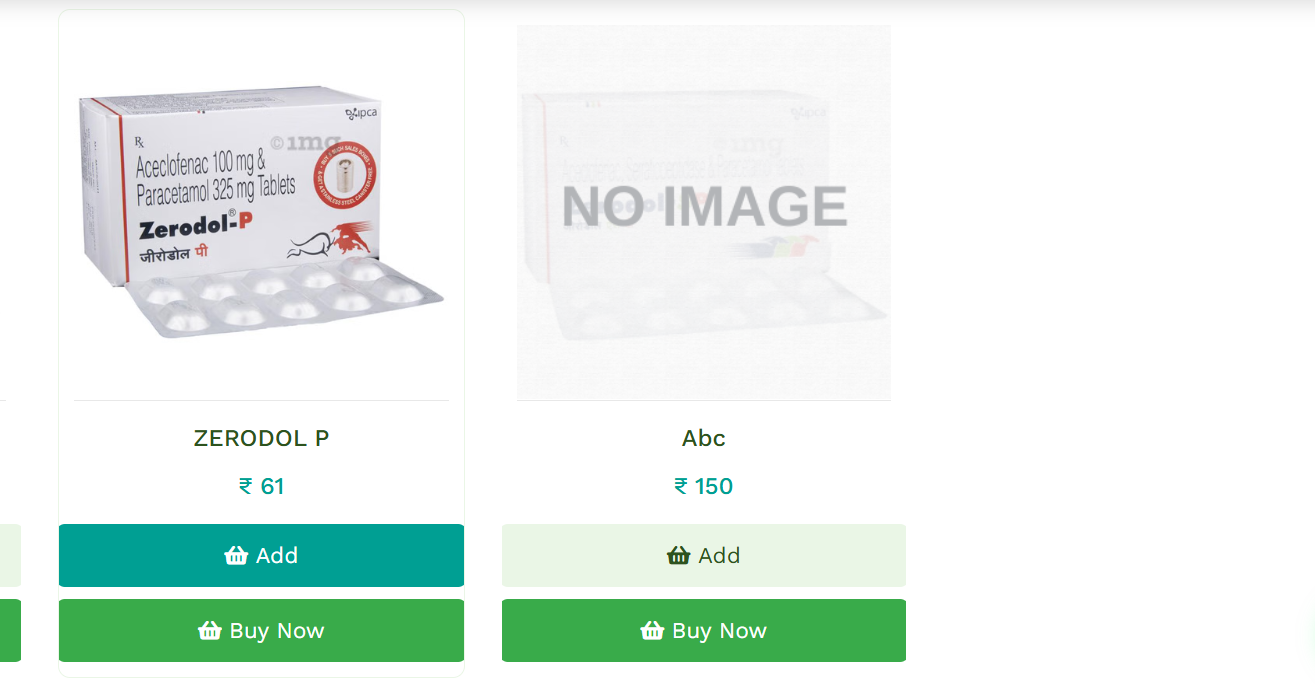 ipca
Rx
©1mg
Aceclofenac 100 mg &
Paracetamol 325 mg Tablets
Zerodol®-P
जीरोडोल पी
NO IMAGE
ZERODOL P
₹ 61
Add
Buy Now
Abc
₹ 150
Add
Buy Now